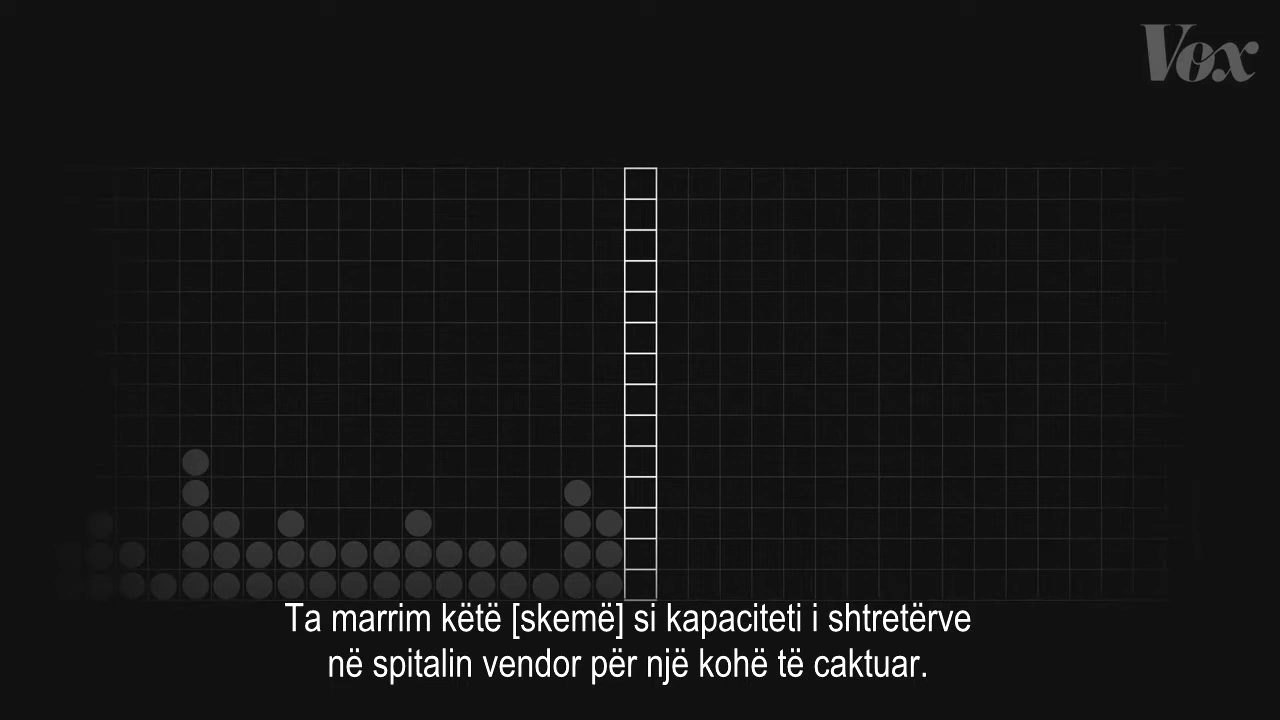 Vox
Ta marrim këtë [skemë] si kapaciteti i shtretërve
në spitalin vendor për një kohë të caktuar.